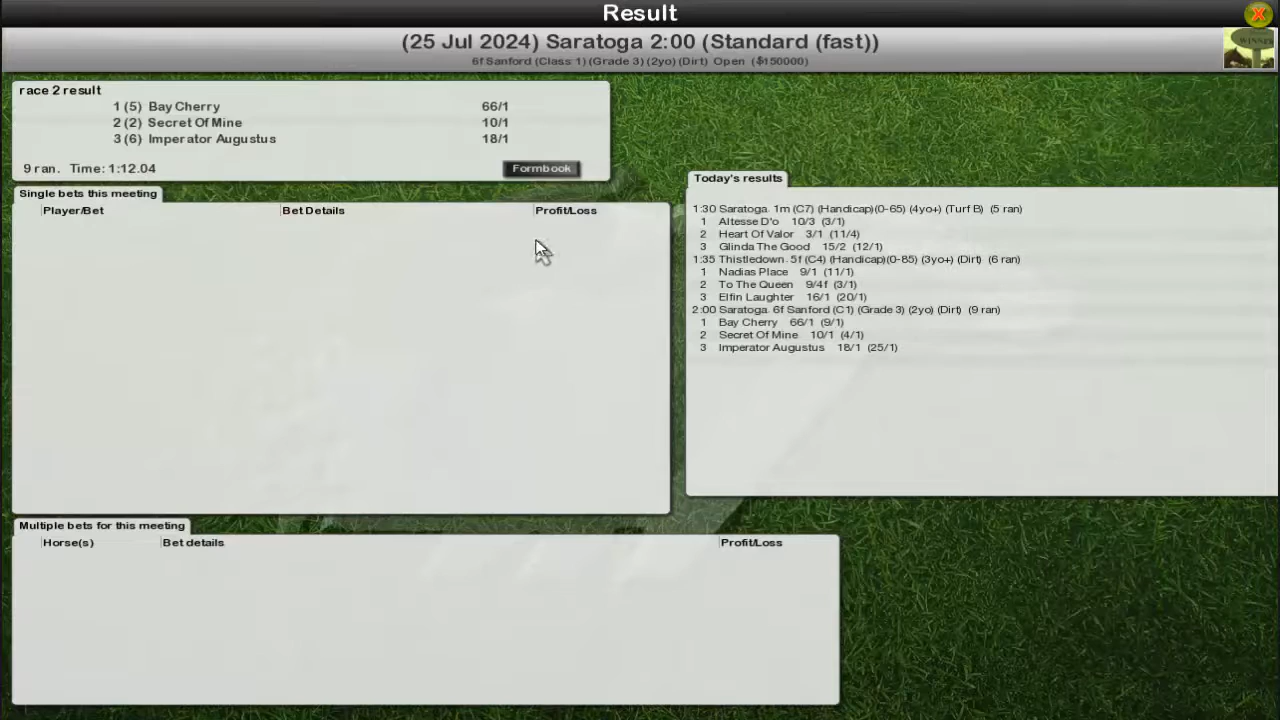 Result
(25 Jul 2024) Saratoga 2:00 (Standard (fast))
6f Sanford (Class 1) (Grade 3) (2yo) (Dirt) Open ($150000)
WINNER
race 2 result
1 (5) Bay Cherry 66/1
2 (2) Secret Of Mine 10/1
3 (6) Imperator Augustus 18/1
9 ran. Time: 1:12.04
Formbook
Single bets this meeting
Player/Bet Bet Details Profit/Loss
Today's results
1:30 Saratoga. 1m (C7) (Handicap)(0-65) (4yo+) (Turf B) (5 ran)
1 Altesse D'o 10/3 (3/1)
2 Heart Of Valor 3/1 (11/4)
3 Glinda The Good 15/2 (12/1)
1:35 Thistledown. 5f (C4) (Handicap)(0-85) (3yo+) (Dirt) (6 ran)
1 Nadias Place 9/1 (11/1)
2 To The Queen 9/4f (3/1)
3 Elfin Laughter 16/1 (20/1)
2:00 Saratoga. 6f Sanford (C1) (Grade 3) (2yo) (Dirt) (9 ran)
1 Bay Cherry 66/1 (9/1)
2 Secret Of Mine 10/1 (4/1)
3 Imperator Augustus 18/1 (25/1)
Multiple bets for this meeting
Horse(s) Bet details Profit/Loss